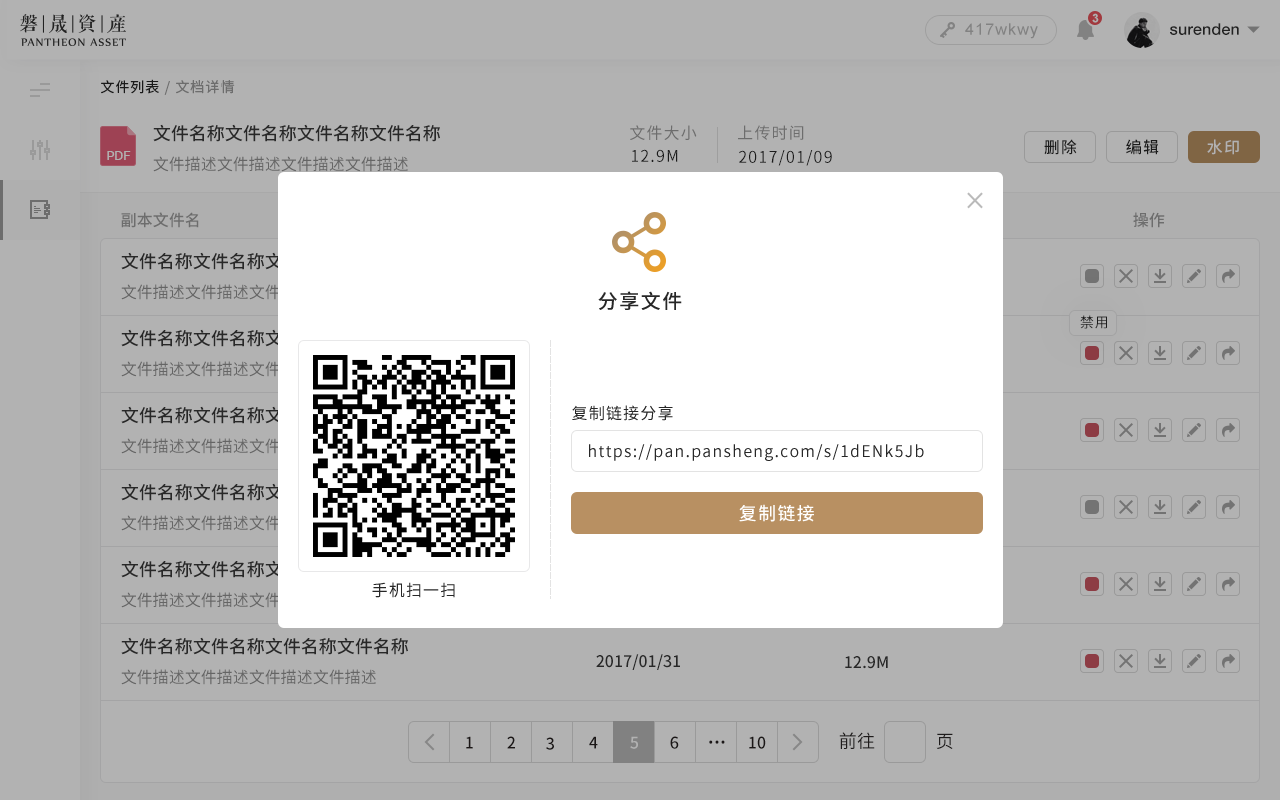 磐|晟|資|産
PANTHEON ASSET
417wkwy
3
surenden
文件列表 / 文档详情
PDF
文件名称文件名称文件名称文件名称
文件描述文件描述文件描述文件描述
文件大小
12.9M
上传时间
2017/01/09
删除
编辑
水印
副本文件名
操作
文件名称文件名称文
文件描述文件描述文件
文件名称文件名称文
文件描述文件描述文件
禁用
文件名称文件名称文
文件描述文件描述文件
文件名称文件名称文
文件描述文件描述文件
文件名称文件名称文
文件描述文件描述文件
文件名称文件名称文件名称文件名称
文件描述文件描述文件描述文件描述
2017/01/31
12.9M
分享文件
手机扫一扫
复制链接分享
https://pan.pansheng.com/s/1dENk5Jb
复制链接
1
2
3
4
5
6
···
10
前往
页